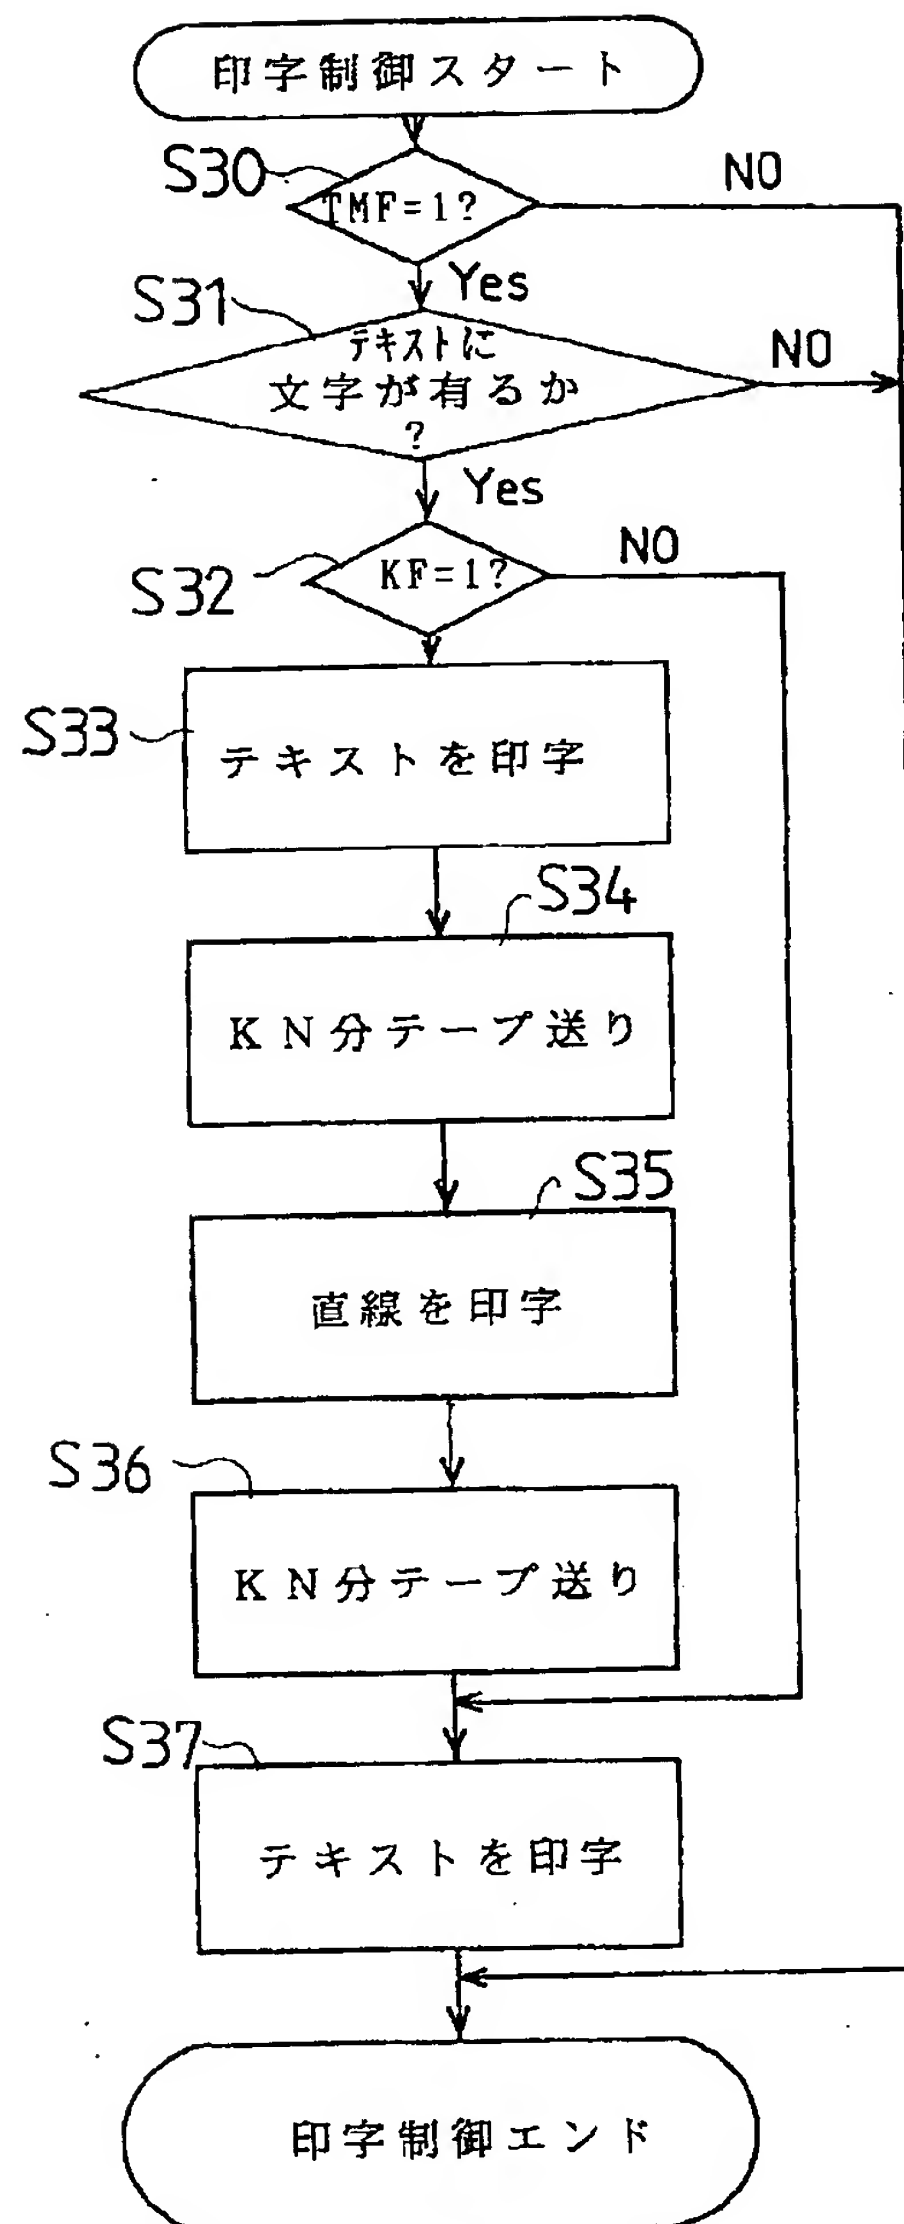 印字制御スタート
S30
TMF=1?
NO
Yes
S31
テキストに
文字が有るか
?
NO
Yes
S32
KF=1?
NO
S33
テキストを印字
S34
KN分テープ送り
S35
直線を印字
S36
KN分テープ送り
S37
テキストを印字
印字制御エンド